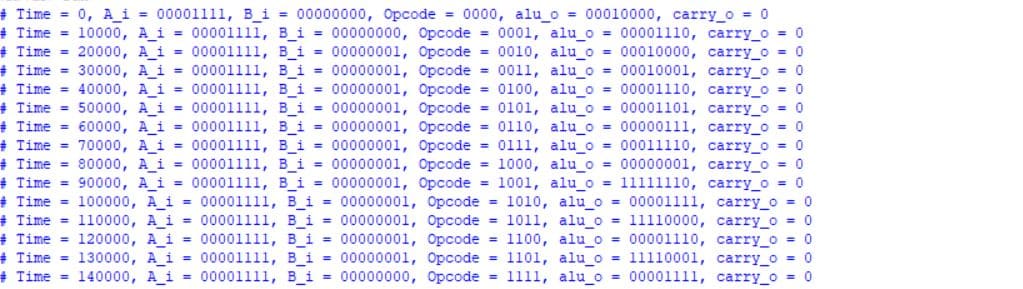 # Time = 0, A_i = 00001111, B_i = 00000000, Opcode = 0000, alu_o = 00010000, carry_o = 0
# Time = 10000, A_i = 00001111, B_i = 00000000, Opcode = 0001, alu_o = 00001110, carry_o = 0
# Time = 20000, A_i = 00001111, B_i = 00000001, Opcode = 0010, alu_o = 00010000, carry_o = 0
# Time = 30000, A_i = 00001111, B_i = 00000001, Opcode = 0011, alu_o = 00010001, carry_o = 0
# Time = 40000, A_i = 00001111, B_i = 00000001, Opcode = 0100, alu_o = 00001110, carry_o = 0
# Time = 50000, A_i = 00001111, B_i = 00000001, Opcode = 0101, alu_o = 00001101, carry_o = 0
# Time = 60000, A_i = 00001111, B_i = 00000001, Opcode = 0110, alu_o = 00000111, carry_o = 0
# Time = 70000, A_i = 00001111, B_i = 00000001, Opcode = 0111, alu_o = 00011110, carry_o = 0
# Time = 80000, A_i = 00001111, B_i = 00000001, Opcode = 1000, alu_o = 00000001, carry_o = 0
# Time = 90000, A_i = 00001111, B_i = 00000001, Opcode = 1001, alu_o = 11111110, carry_o = 0
# Time = 100000, A_i = 00001111, B_i = 00000001, Opcode = 1010, alu_o = 00001111, carry_o = 0
# Time = 110000, A_i = 00001111, B_i = 00000001, Opcode = 1011, alu_o = 11110000, carry_o = 0
# Time = 120000, A_i = 00001111, B_i = 00000001, Opcode = 1100, alu_o = 00001110, carry_o = 0
# Time = 130000, A_i = 00001111, B_i = 00000001, Opcode = 1101, alu_o = 11110001, carry_o = 0
# Time = 140000, A_i = 00001111, B_i = 00000000, Opcode = 1111, alu_o = 00001111, carry_o = 0